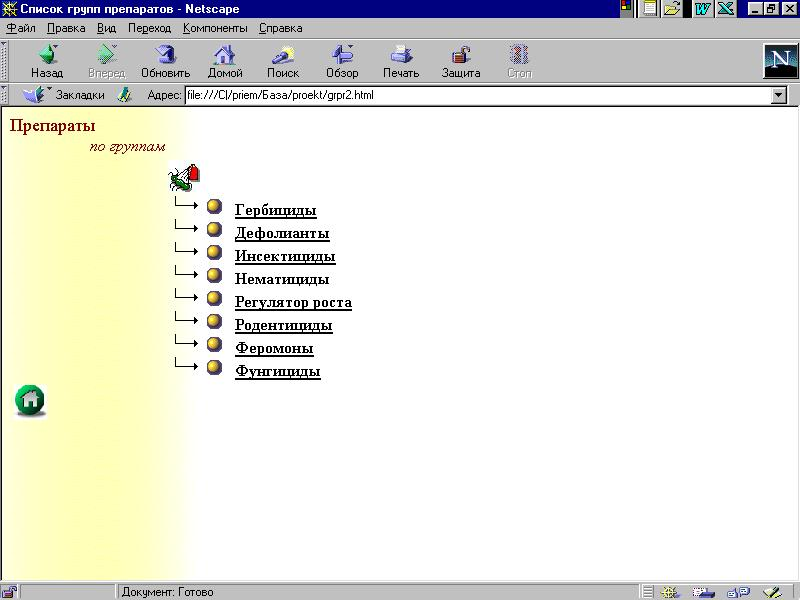 Список групп препаратов - Netscape
Файл Правка Вид Переход Компоненты Справка
Назад Вперед Обновить Домой Поиск Обзор Печать Защита Стоп
N
Закладки Адрес: file:///C|/priem/База/proekt/grpr2.html
Препараты
по группам
Гербициды
Дефолианты
Инсектициды
Нематициды
Регулятор роста
Родентициды
Феромоны
Фунгициды
Документ: Готово